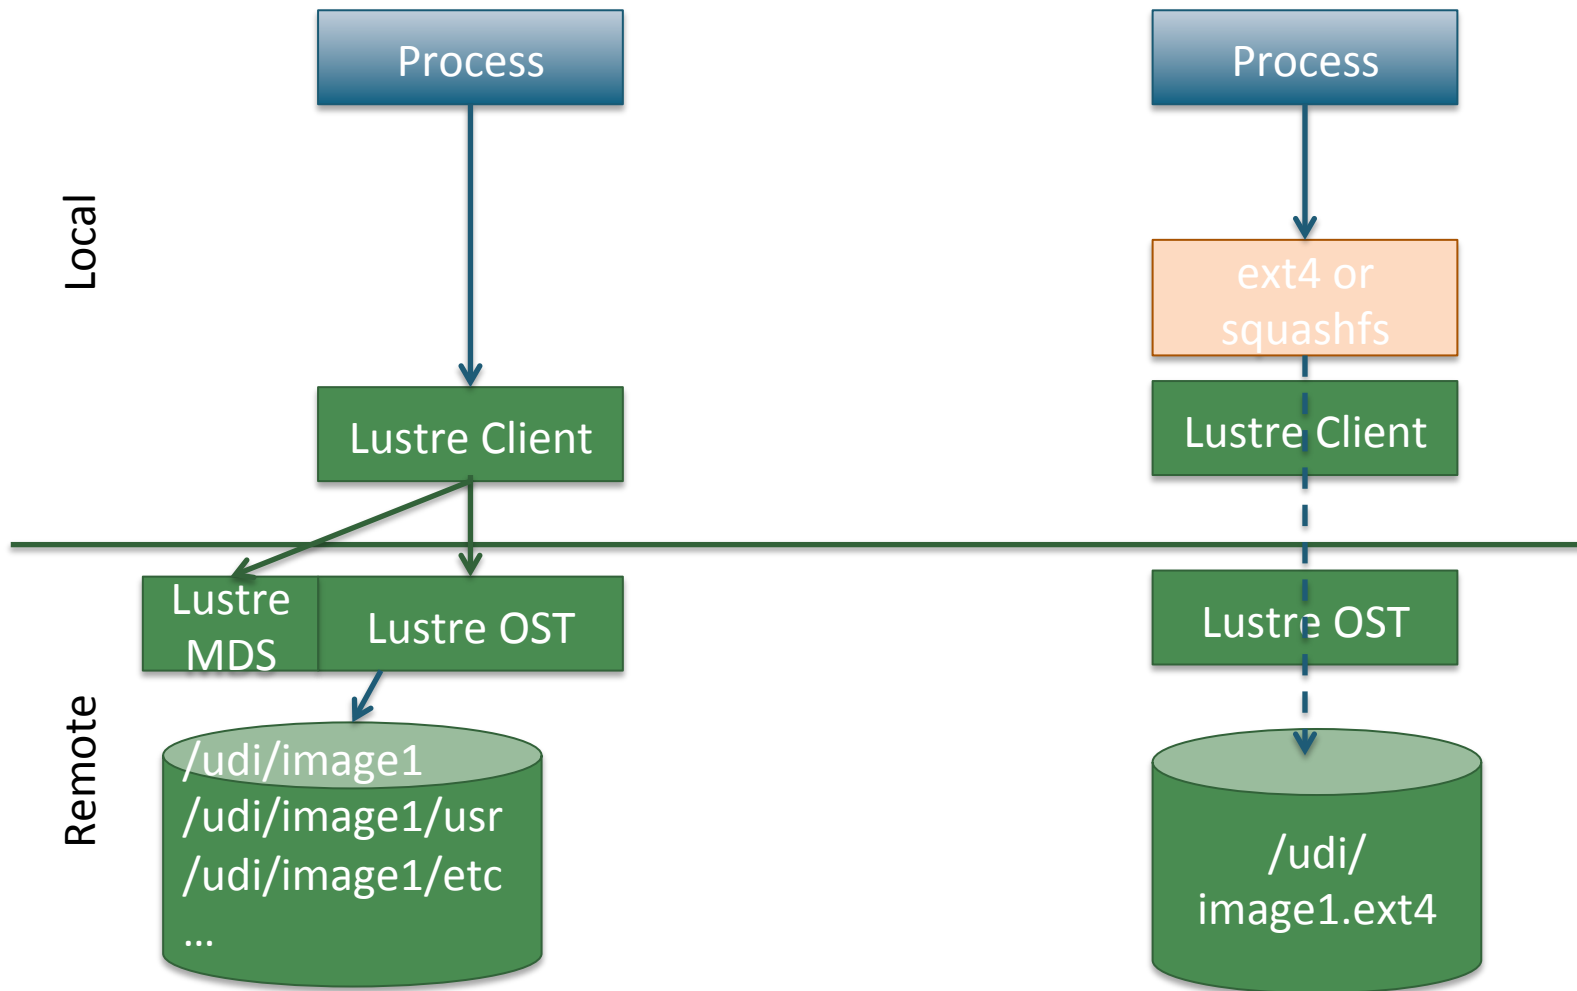 Process
Process
Local
ext4 or
squashfs
Lustre Client
Lustre Client
Lustre
MDS
Lustre OST
Lustre OST
Remote
/udi/image1
/udi/image1/usr
/udi/image1/etc
...
/udi/
image1.ext4